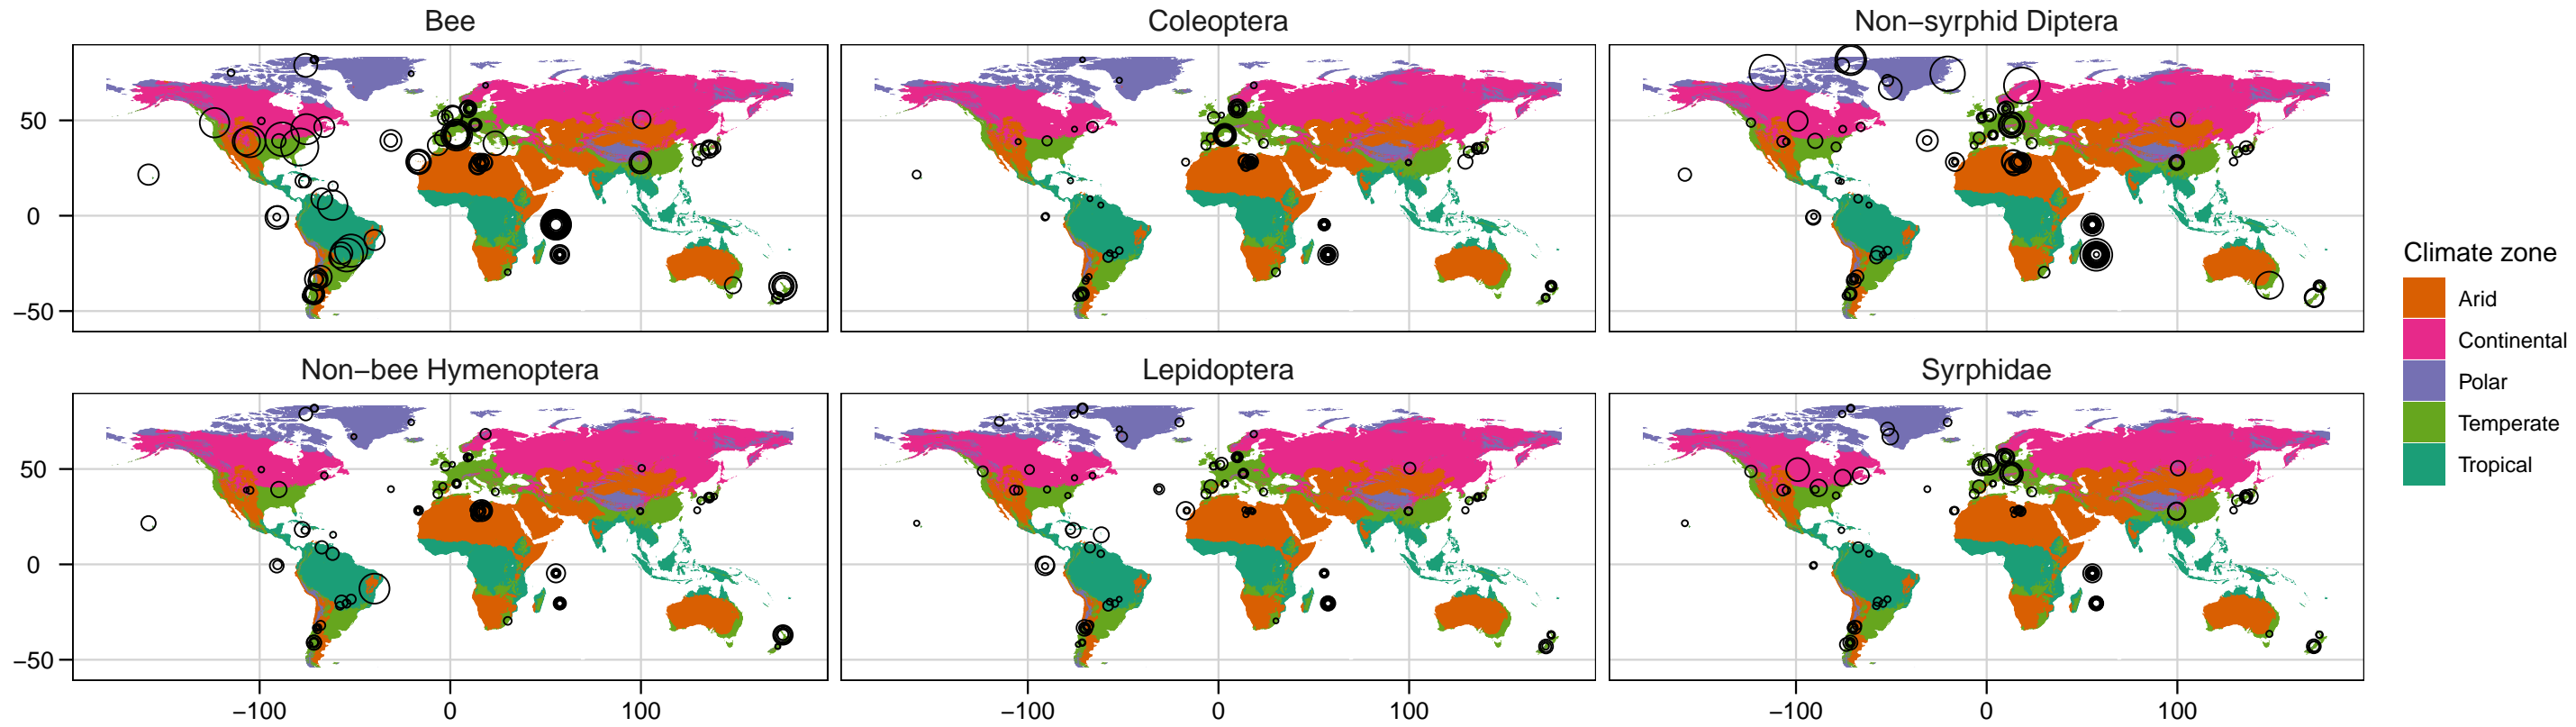 Bee
Coleoptera
Non−syrphid Diptera
50
0
−50
Non−bee Hymenoptera
Lepidoptera
Syrphidae
50
0
−50
−100 0 100
−100 0 100
−100 0 100
Climate zone
Arid
Continental
Polar
Temperate
Tropical